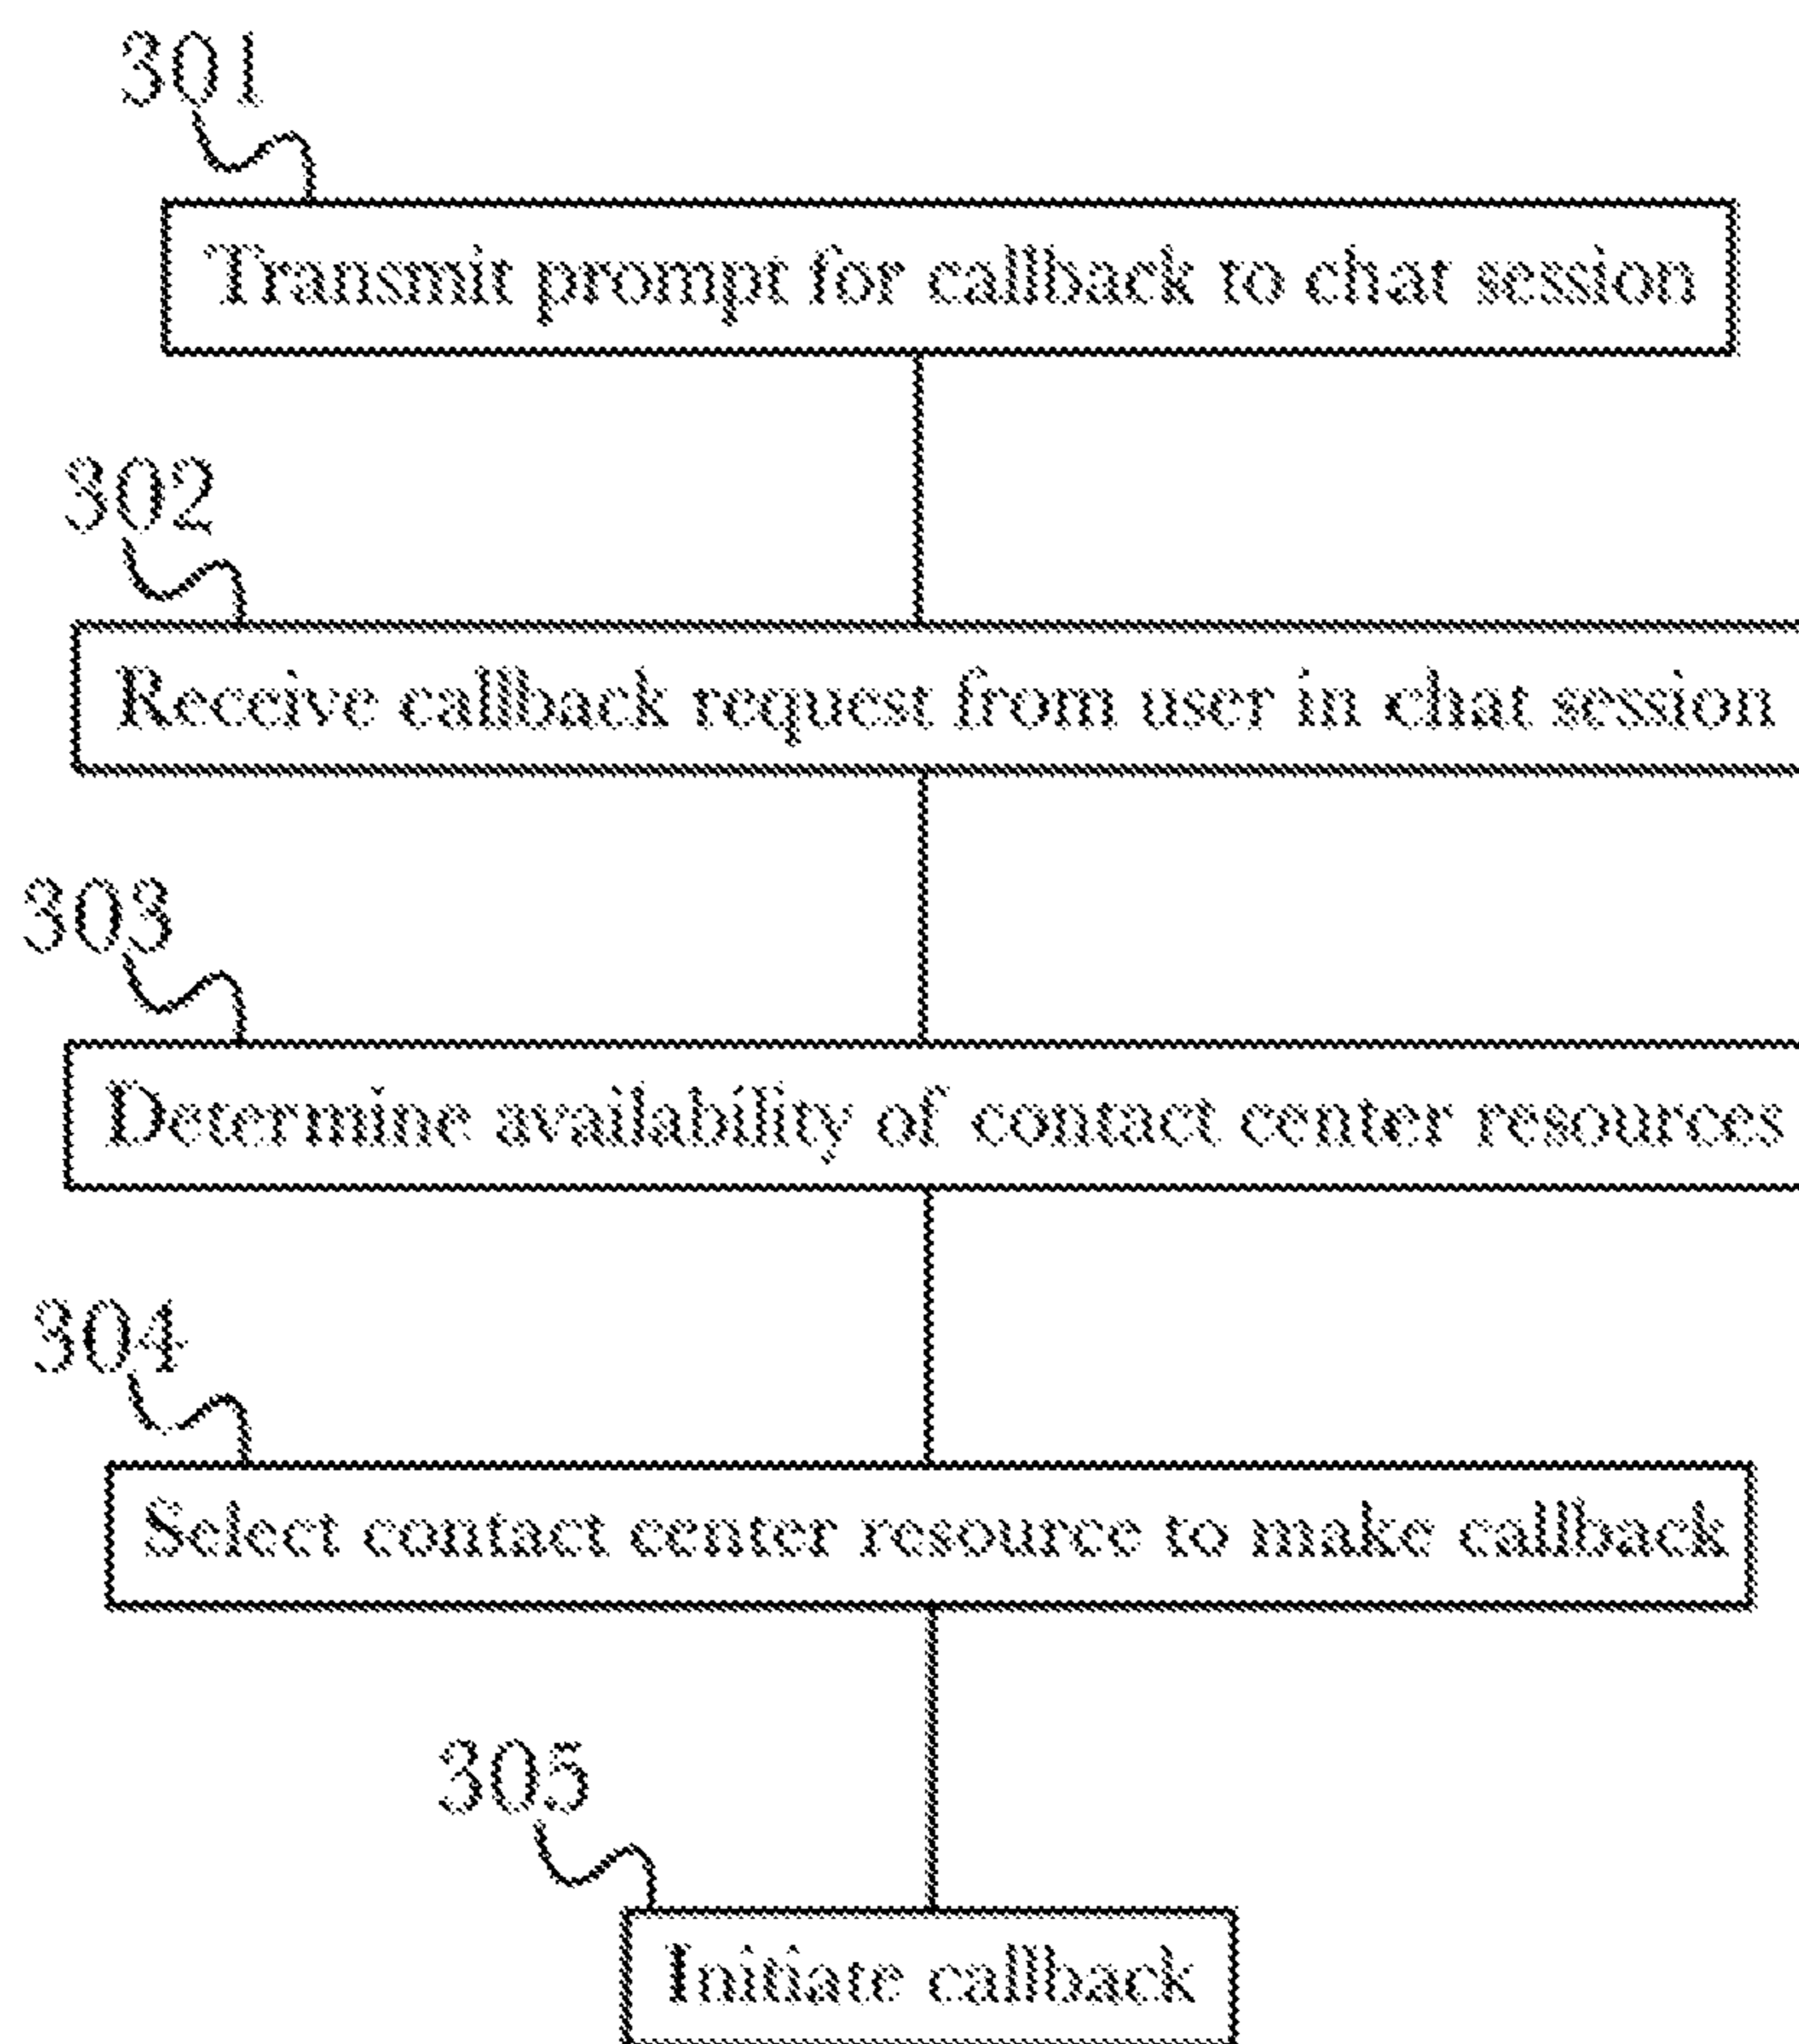 301
Transmit prompt for callback to chat session
302
Receive callback request from user in chat session
303
Determine availability of contact center resources
304
Select contact center resource to make callback
305
Initiate callback